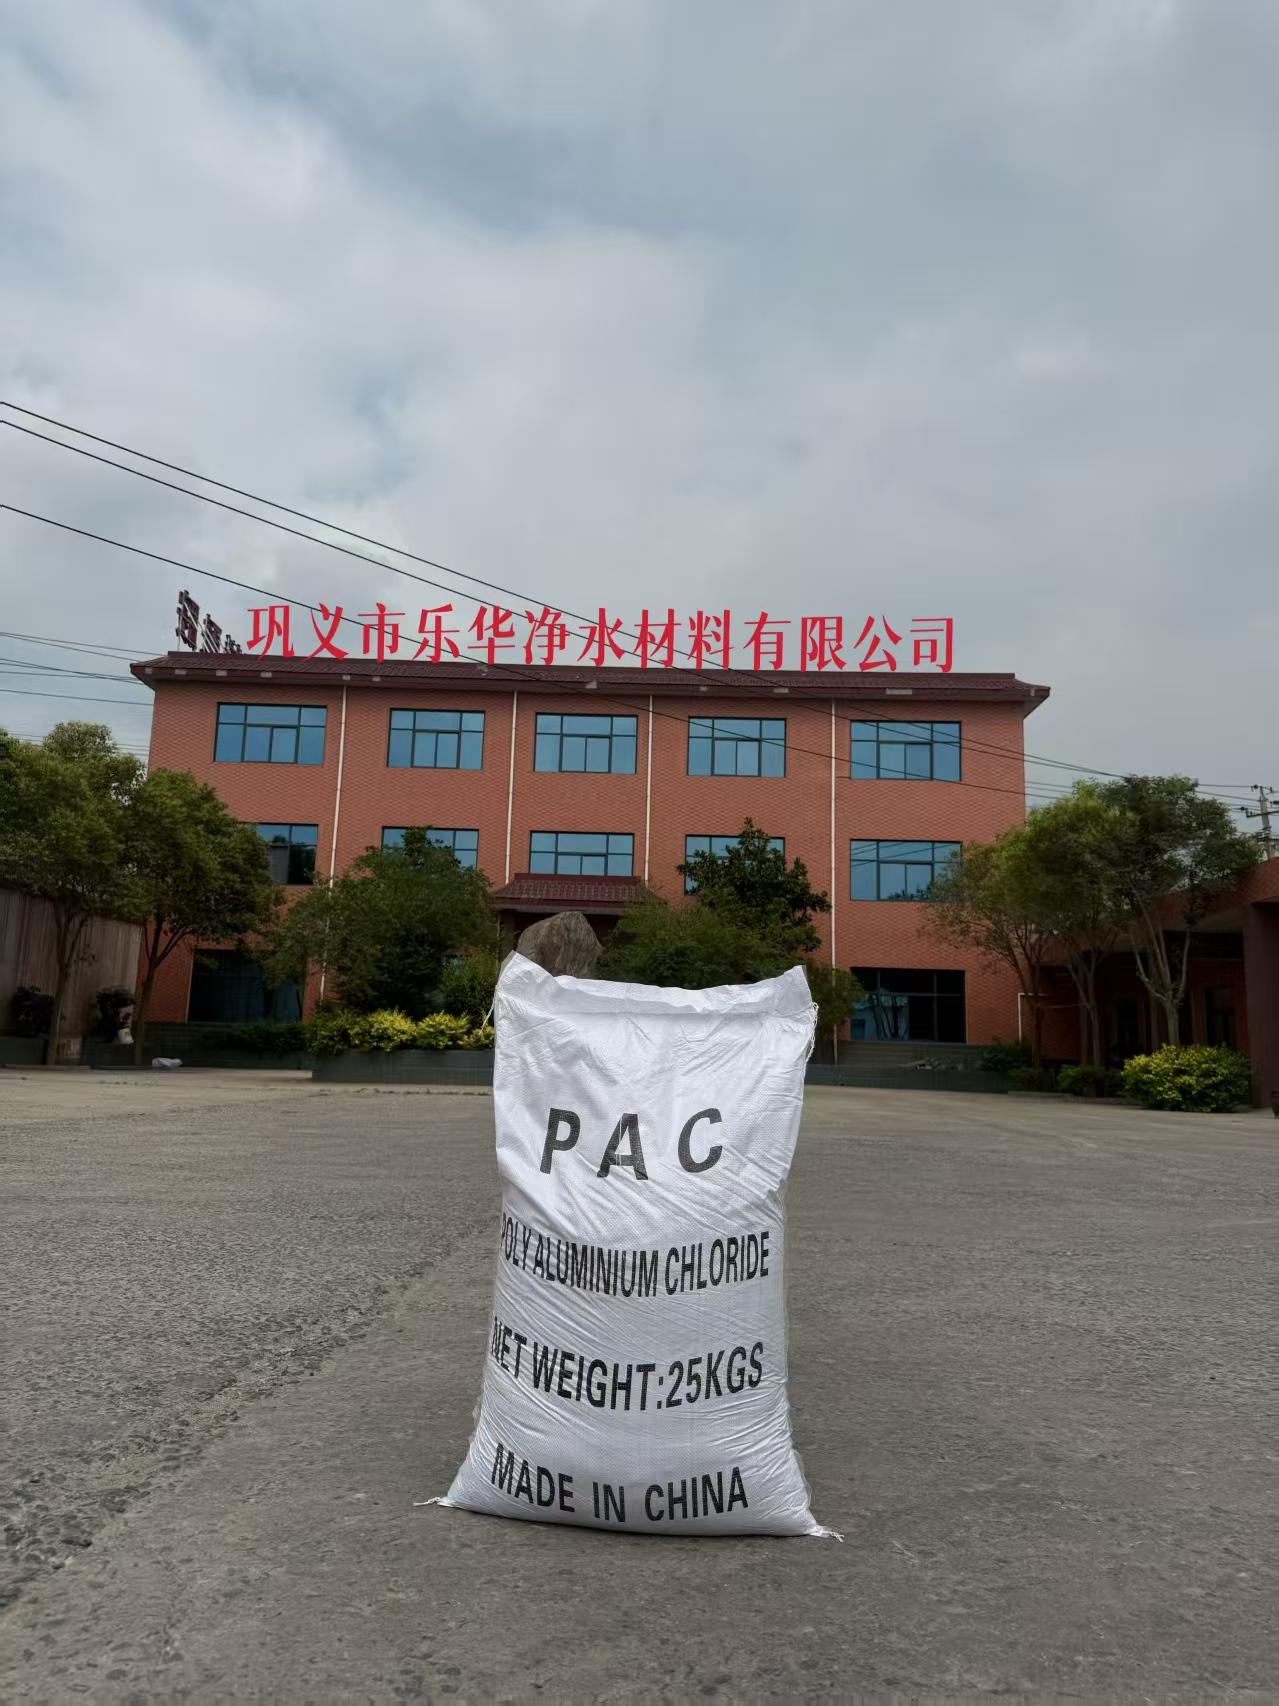 巩义市乐华净水材料有限公司
PAC
POLY ALUMINIUM CHLORIDE
NET WEIGHT:25KGS
MADE IN CHINA